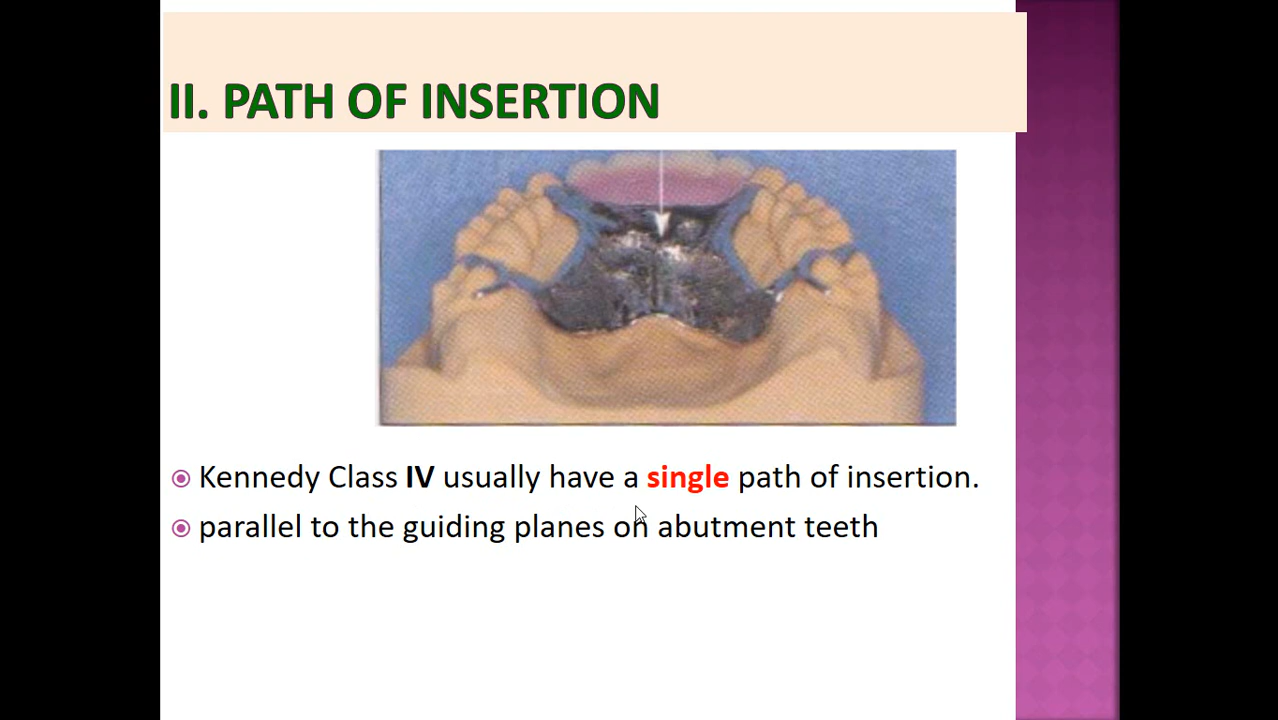 II. PATH OF INSERTION
Kennedy Class IV usually have a single path of insertion.
parallel to the guiding planes on abutment teeth